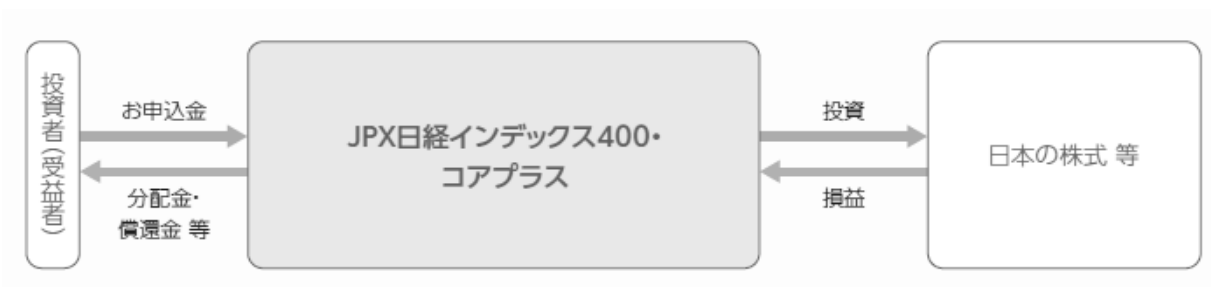 投資者(受益者)
お申込金
分配金・
償還金 等
JPX日経インデックス400・
コアプラス
投資
損益
日本の株式 等